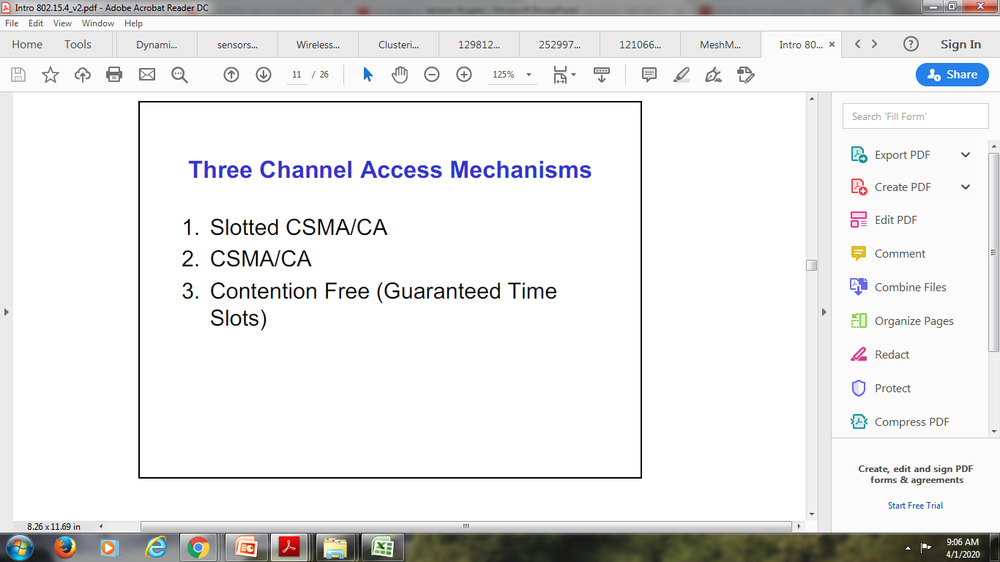 Intro 802.15.4_v2.pdf - Adobe Acrobat Reader DC
File Edit View Window Help
Home Tools Dynami... sensors... Wireless... Clusteri... 129812... 252997... 121066... MeshM... Intro 80... × Sign In
11 / 26 125% Share
Search 'Fill Form'
Three Channel Access Mechanisms
1. Slotted CSMA/CA
2. CSMA/CA
3. Contention Free (Guaranteed Time
Slots)
Export PDF
Create PDF
Edit PDF
Comment
Combine Files
Organize Pages
Redact
Protect
Compress PDF
Create, edit and sign PDF
forms & agreements
Start Free Trial
8.26 x 11.69 in
9:06 AM
4/1/2020